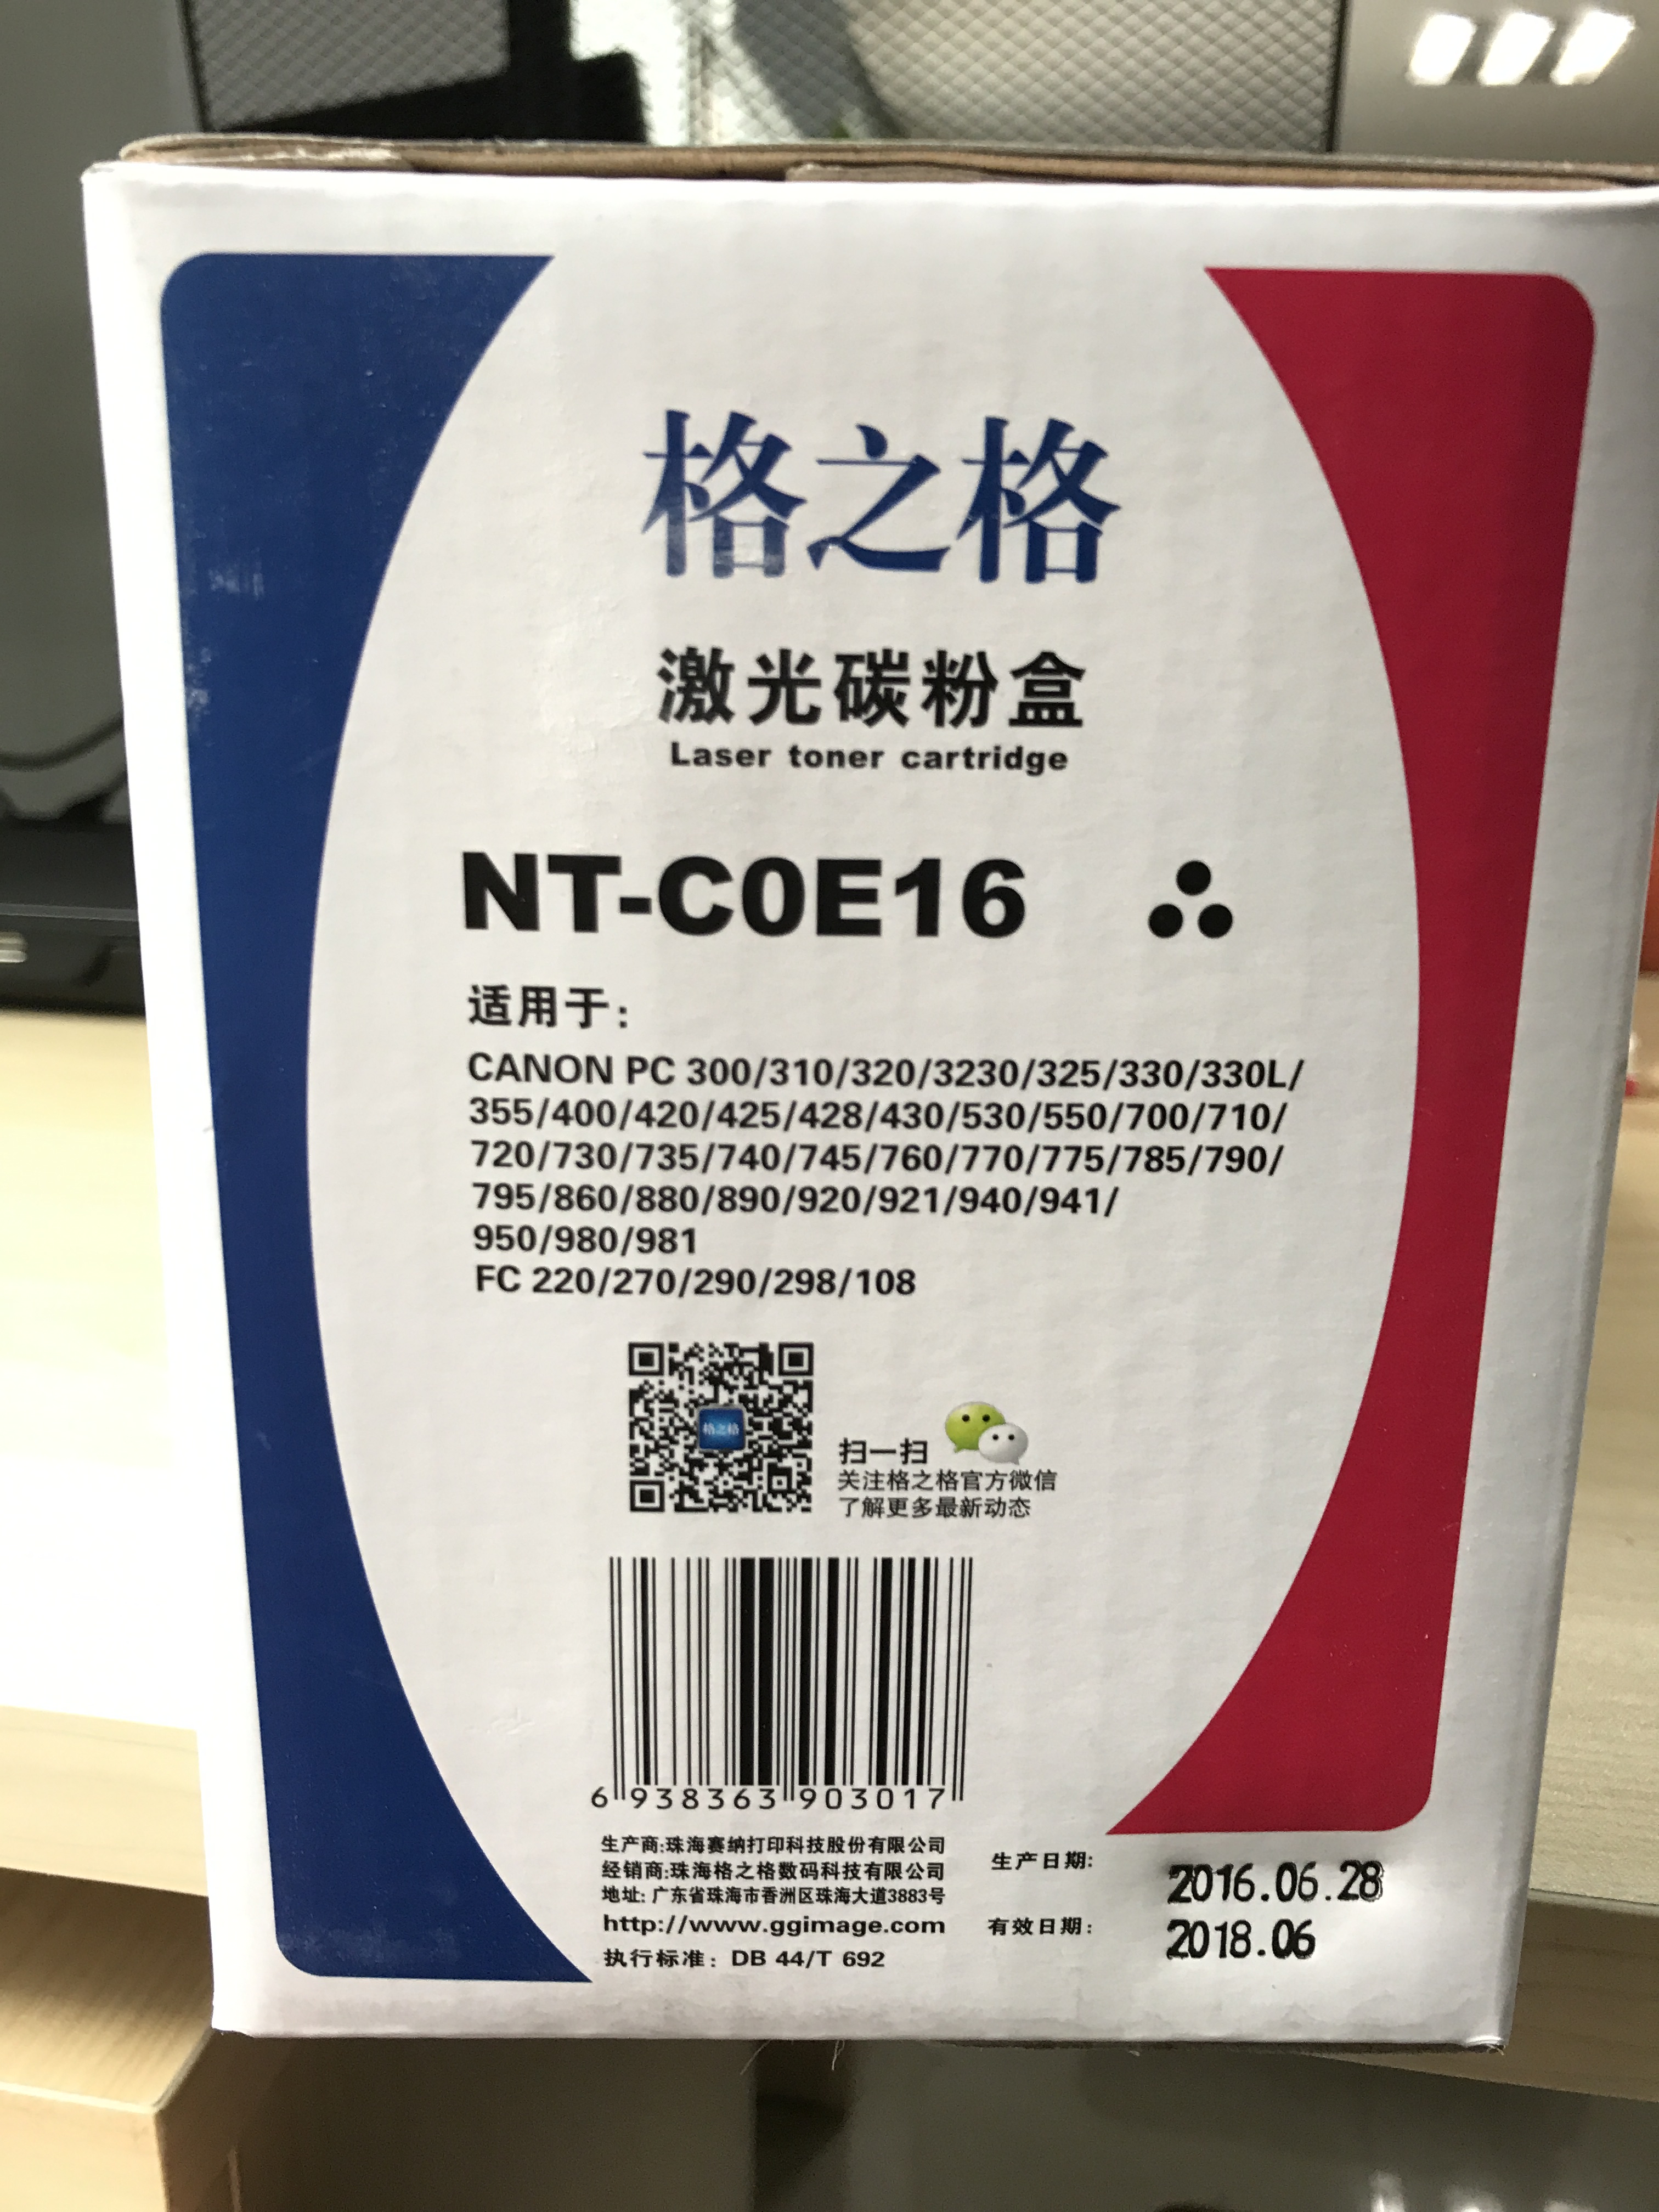 格之格
激光碳粉盒
Laser toner cartridge
NT-C0E16
适用于：
CANON PC 300/310/320/3230/325/330/330L/
355/400/420/425/428/430/530/550/700/710/
720/730/735/740/745/760/770/775/785/790/
795/860/880/890/920/921/940/941/
950/980/981
FC 220/270/290/298/108
格之格
扫一扫
关注格之格官方微信
了解更多最新动态
6 938363 903017
生产商:珠海赛纳打印科技股份有限公司
经销商:珠海格之格数码科技有限公司
地址: 广东省珠海市香洲区珠海大道3883号
http://www.ggimage.com
执行标准：DB 44/T 692
生产日期: 2016.06.28
有效日期: 2018.06